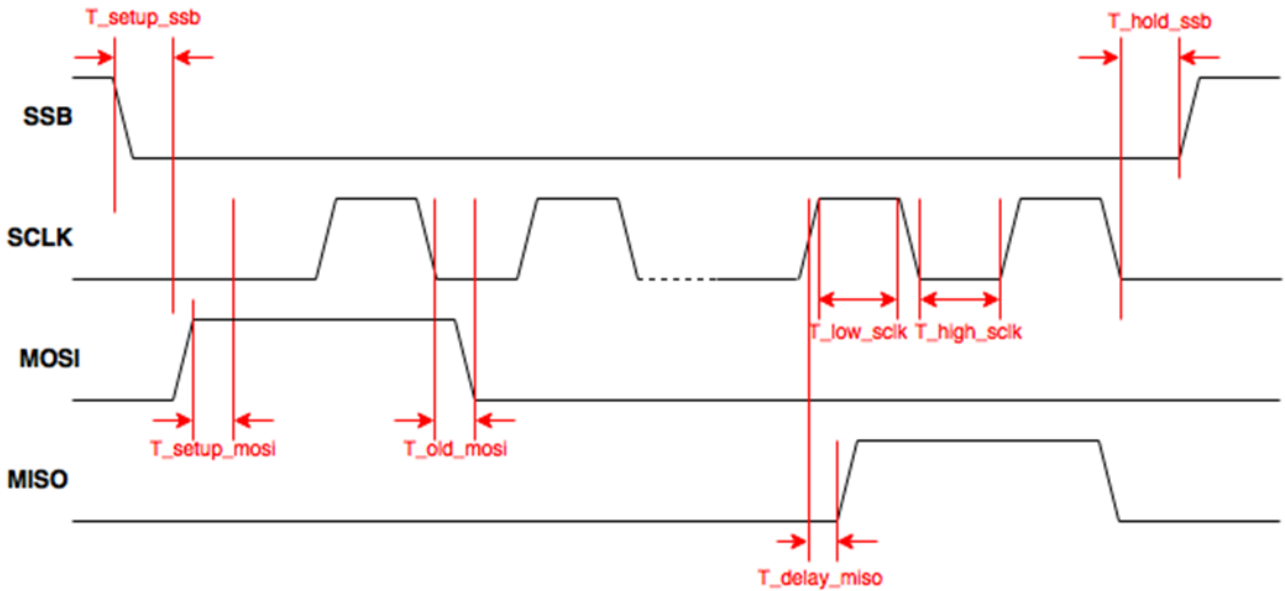 T_setup_ssb
T_hold_ssb
SSB
SCLK
T_low_sclk
T_high_sclk
MOSI
T_setup_mosi
T_old_mosi
MISO
T_delay_miso